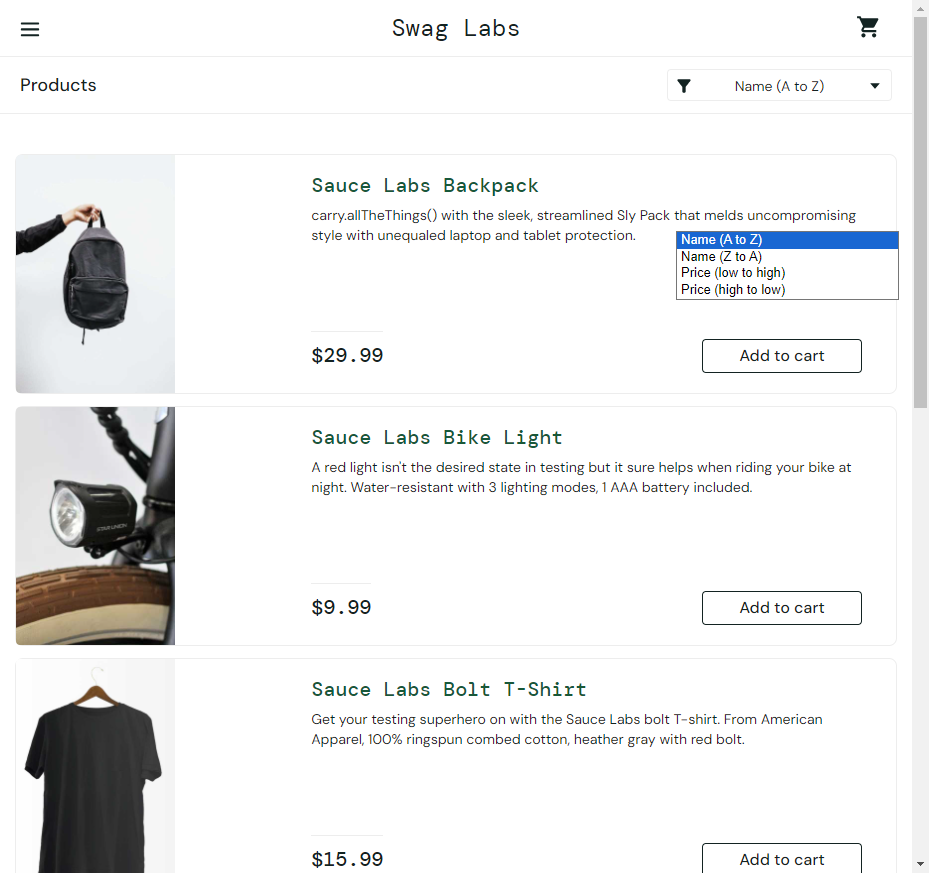 Swag Labs
Products
Name (A to Z)
Sauce Labs Backpack
carry.allTheThings() with the sleek, streamlined Sly Pack that melds uncompromising
style with unequaled laptop and tablet protection.
Name (A to Z)
Name (Z to A)
Price (low to high)
Price (high to low)
$29.99
Add to cart
Sauce Labs Bike Light
A red light isn't the desired state in testing but it sure helps when riding your bike at
night. Water-resistant with 3 lighting modes, 1 AAA battery included.
$9.99
Add to cart
Sauce Labs Bolt T-Shirt
Get your testing superhero on with the Sauce Labs bolt T-shirt. From American
Apparel, 100% ringspun combed cotton, heather gray with red bolt.
$15.99
Add to cart